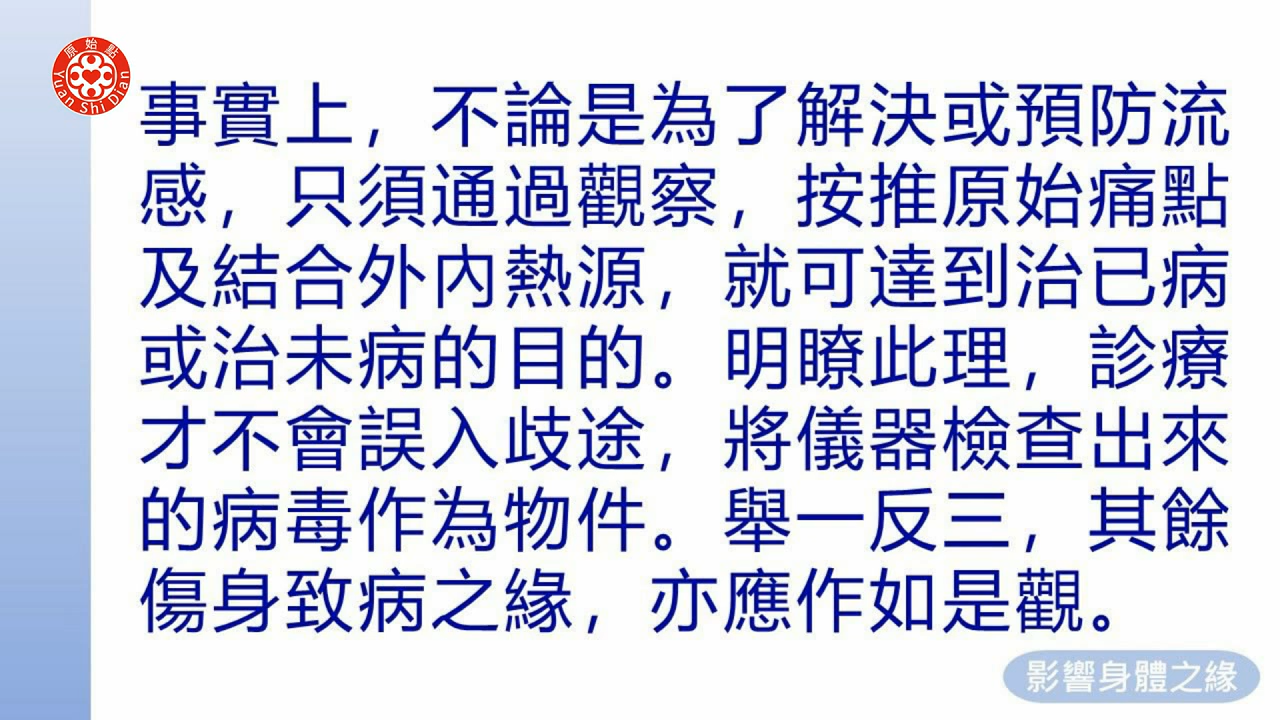 原始點
Yuan Shi Dian
事實上，不論是為了解決或預防流
感，只須通過觀察，按推原始痛點
及結合外內熱源，就可達到治已病
或治未病的目的。明瞭此理，診療
才不會誤入歧途，將儀器檢查出來
的病毒作為物件。舉一反三，其餘
傷身致病之緣，亦應作如是觀。
影響身體之緣